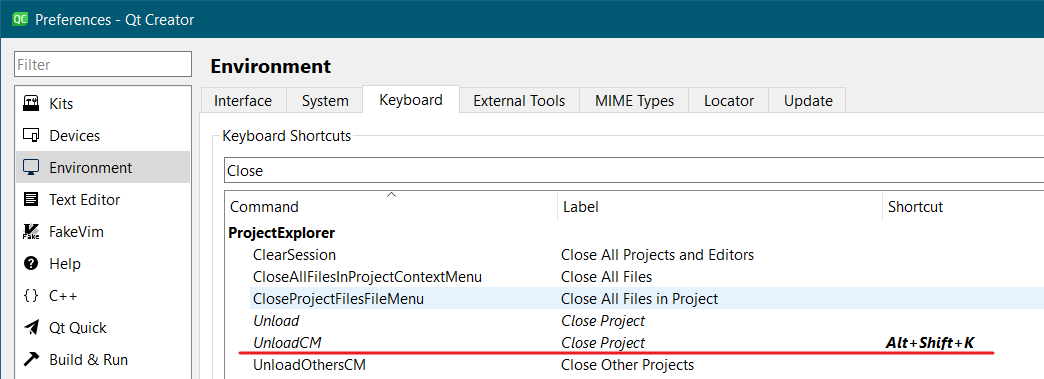 QC Preferences - Qt Creator
Filter
Kits
Devices
Environment
Text Editor
Fake FakeVim
Help
C++
Qt Quick
Build & Run
Environment
Interface System Keyboard External Tools MIME Types Locator Update
Keyboard Shortcuts
Close
Command Label Shortcut
ProjectExplorer
ClearSession Close All Projects and Editors
CloseAllFilesInProjectContextMenu Close All Files
CloseProjectFilesFileMenu Close All Files in Project
Unload Close Project
UnloadCM Close Project Alt+Shift+K
UnloadOthersCM Close Other Projects